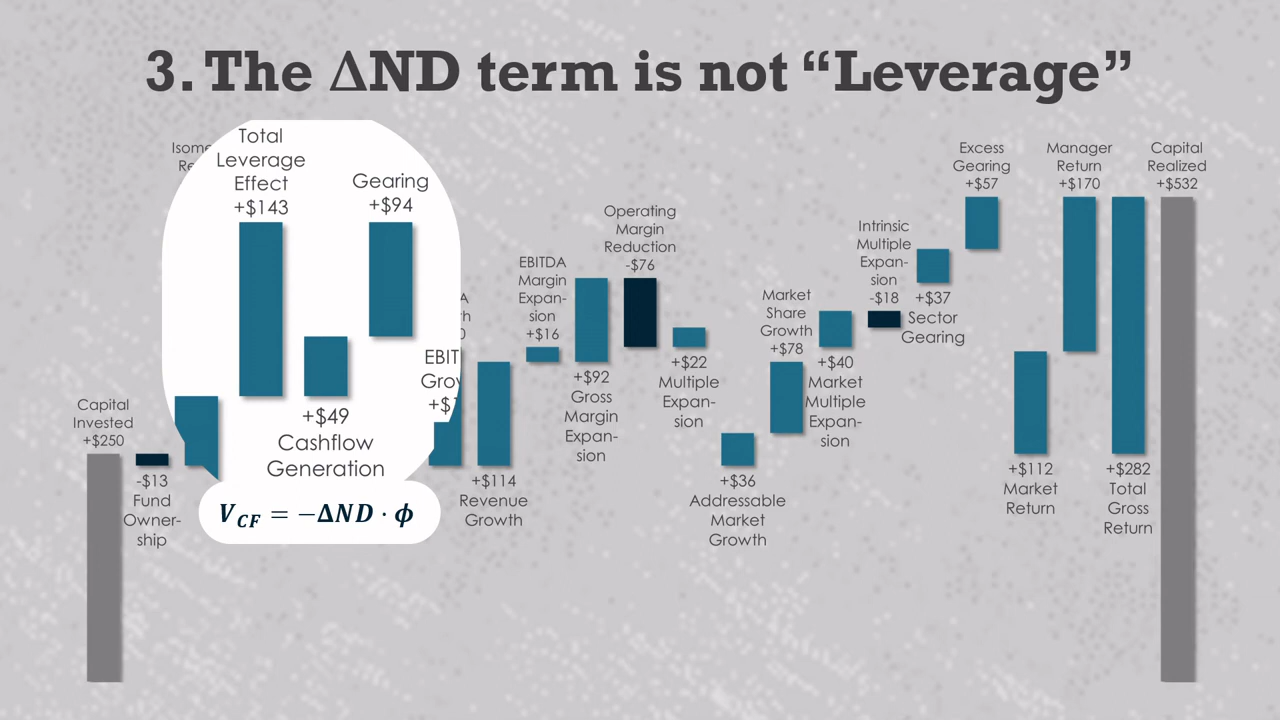 3. The ΔND term is not “Leverage”
Total
Leverage
Effect
+$143
Gearing
+$94
+$49
Cashflow
Generation
V_CF = −ΔND · ϕ
Capital
Invested
+$250
-$13
Fund
Owner-
ship
+$114
Revenue
Growth
EBITDA
Margin
Expan-
sion
+$16
+$92
Gross
Margin
Expan-
sion
Operating
Margin
Reduction
-$76
+$22
Multiple
Expan-
sion
+$36
Addressable
Market
Growth
Market
Share
Growth
+$78
+$40
Market
Multiple
Expan-
sion
Intrinsic
Multiple
Expan-
sion
-$18
+$37
Sector
Gearing
Excess
Gearing
+$57
+$112
Market
Return
Manager
Return
+$170
+$282
Total
Gross
Return
Capital
Realized
+$532